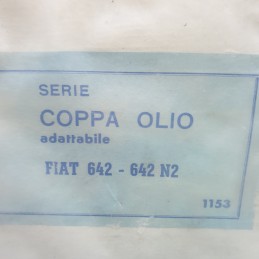 SERIE
COPPA OLIO
adattabile
FIAT 642 - 642 N2
1153